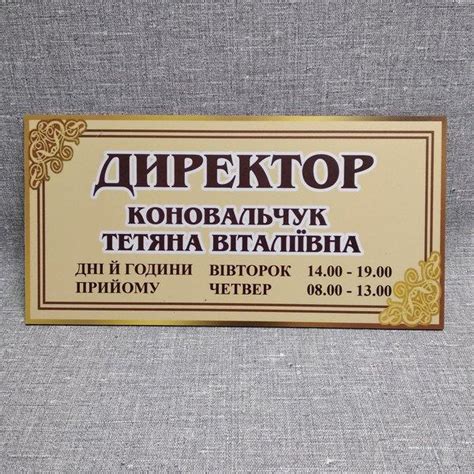 ДИРЕКТОР
КОНОВАЛЬЧУК
ТЕТЯНА ВІТАЛІЇВНА
ДНІ Й ГОДИНИ ВІВТОРОК 14.00 - 19.00
ПРИЙОМУ ЧЕТВЕР 08.00 - 13.00